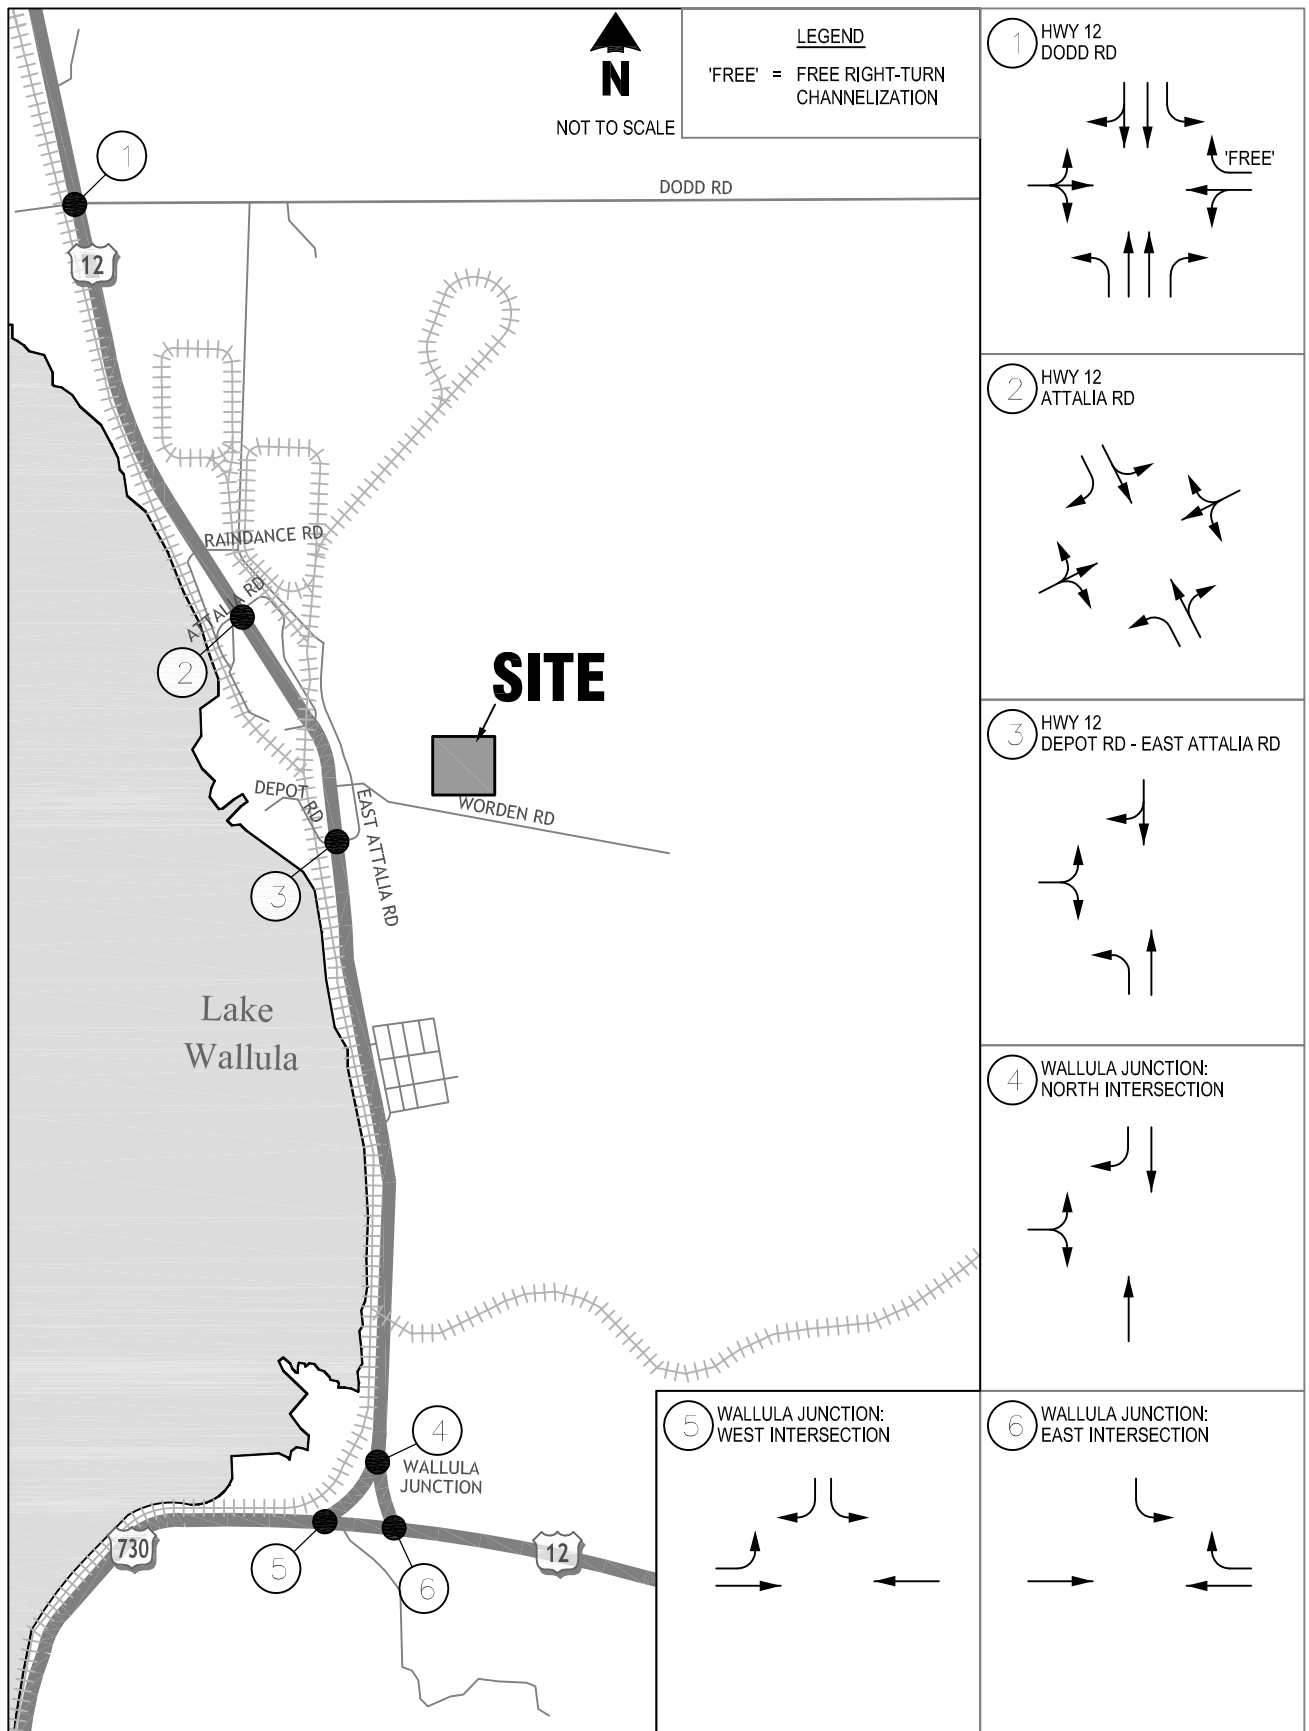 N
NOT TO SCALE
LEGEND
'FREE' = FREE RIGHT-TURN
CHANNELIZATION
1
DODD RD
12
RAINDANCE RD
ATTALIA RD
2
SITE
DEPOT RD
EAST ATTALIA RD
WORDEN RD
3
Lake
Wallula
4
WALLULA
JUNCTION
730
5
6
12
1 HWY 12
DODD RD
'FREE'
2 HWY 12
ATTALIA RD
3 HWY 12
DEPOT RD - EAST ATTALIA RD
4 WALLULA JUNCTION:
NORTH INTERSECTION
5 WALLULA JUNCTION:
WEST INTERSECTION
6 WALLULA JUNCTION:
EAST INTERSECTION